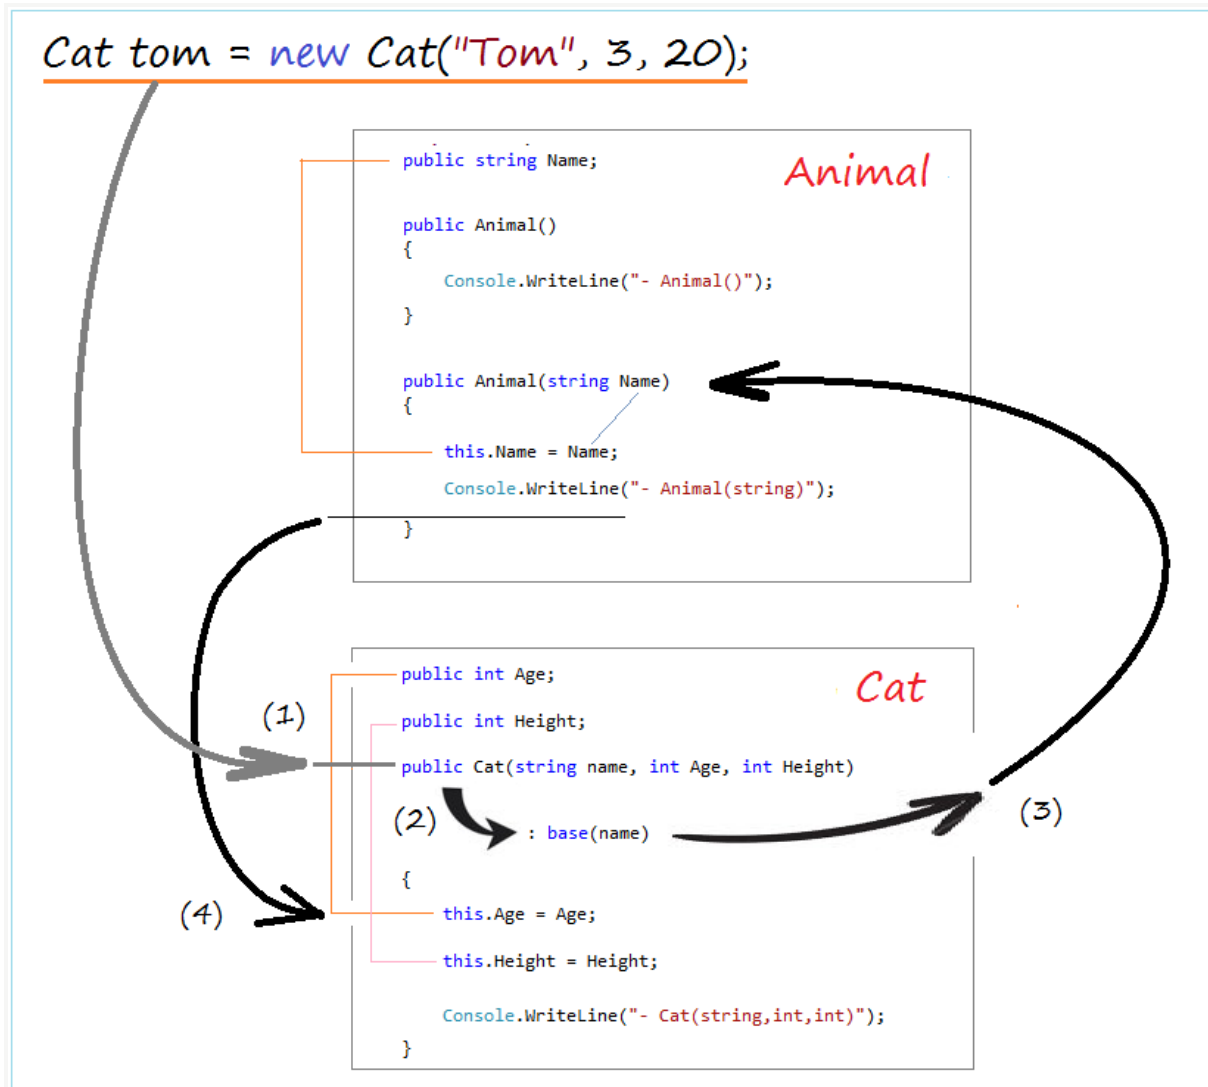 Cat tom = new Cat("Tom", 3, 20);
Animal
public string Name;
public Animal()
{
Console.WriteLine("- Animal()");
}
public Animal(string Name)
{
this.Name = Name;
Console.WriteLine("- Animal(string)");
}
Cat
public int Age;
(1)
public int Height;
public Cat(string name, int Age, int Height)
(2)
: base(name)
(3)
{
(4)
this.Age = Age;
this.Height = Height;
Console.WriteLine("- Cat(string,int,int)");
}